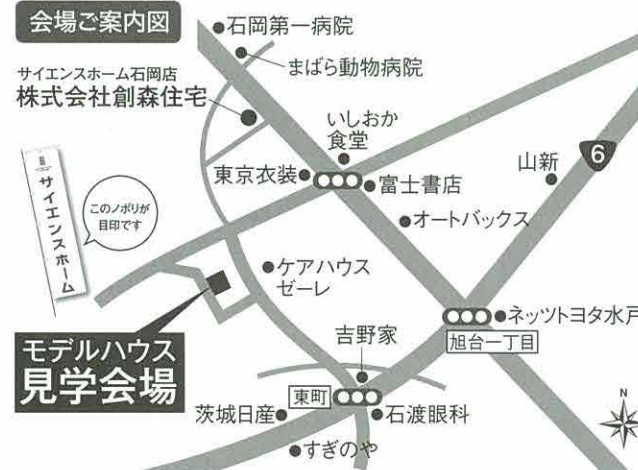 会場ご案内図
石岡第一病院
まばら動物病院
サイエンスホーム石岡店
株式会社創森住宅
いしおか
食堂
東京衣装
富士書店
山新
6
オートバックス
サイエンスホーム
このノボリが
目印です
ケアハウス
ゼーレ
ネッツトヨタ水戸
旭台一丁目
モデルハウス
見学会場
吉野家
東町
茨城日産
石渡眼科
すぎのや
N